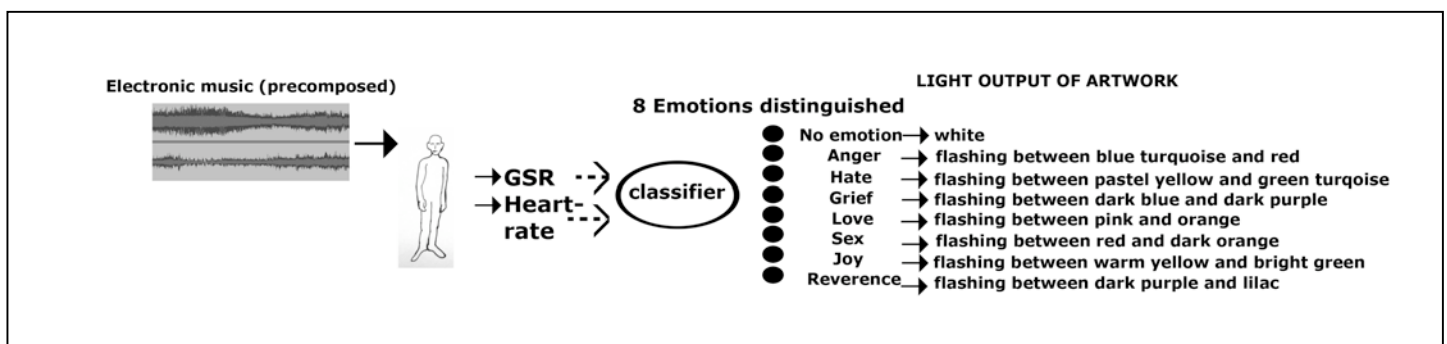 Electronic music (precomposed)
GSR
Heart-
rate
classifier
8 Emotions distinguished
LIGHT OUTPUT OF ARTWORK
No emotion white
Anger flashing between blue turquoise and red
Hate flashing between pastel yellow and green turqoise
Grief flashing between dark blue and dark purple
Love flashing between pink and orange
Sex flashing between red and dark orange
Joy flashing between warm yellow and bright green
Reverence flashing between dark purple and lilac